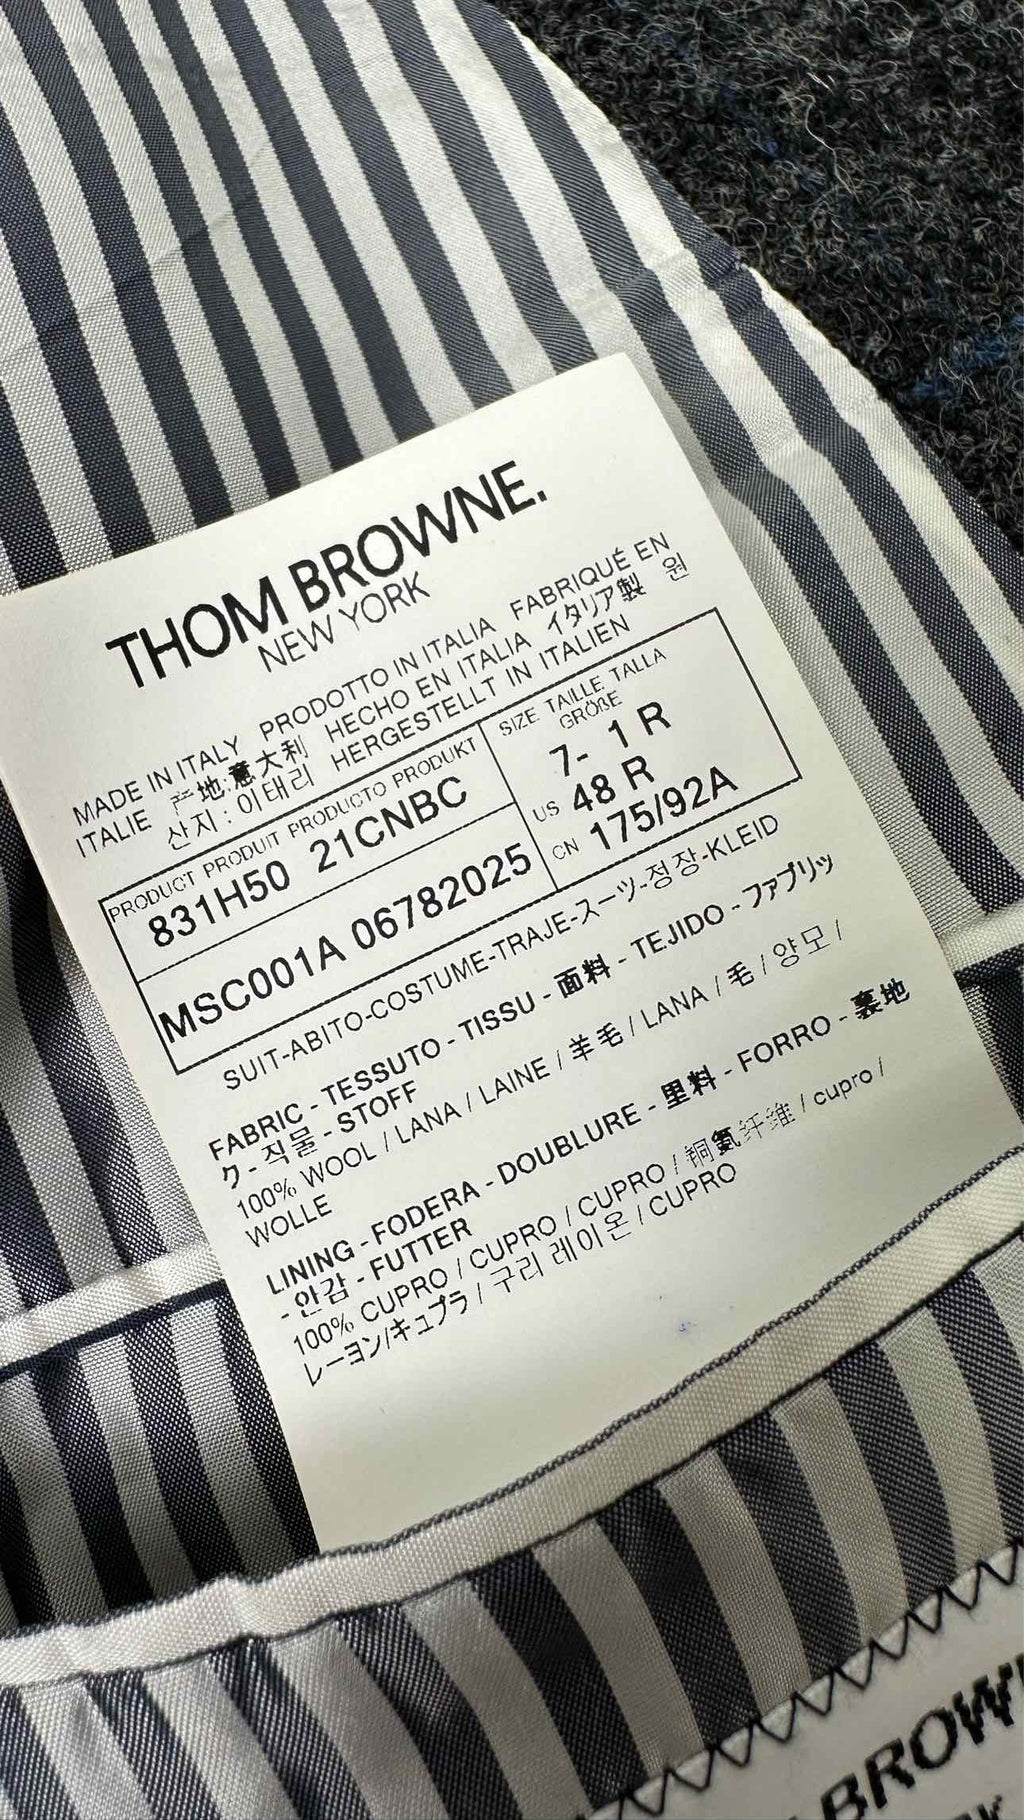 THOM BROWNE.
NEW YORK
MADE IN ITALY PRODOTTO IN ITALIA FABRIQUÉ EN
ITALIE 产地:意大利 HECHO EN ITALIA イタリア製 원
산지 : 이태리 HERGESTELLT IN ITALIEN
PRODUCT PRODUIT PRODUCTO PRODUKT
831H50 21CNBC
MSC001A 06782025
SIZE TAILLE TALLA
GRÖßE
7- 1 R
US 48 R
CN 175/92A
SUIT-ABITO-COSTUME-TRAJE-スーツ-정장-KLEID
FABRIC - TESSUTO - TISSU - 面料 - TEJIDO - ファブリッ
ク - 직물 - STOFF
100% WOOL / LANA / LAINE / 羊毛 / LANA / 毛 / 양모 /
WOLLE
LINING - FODERA - DOUBLURE - 里料 - FORRO - 裏地
- 안감 - FUTTER
100% CUPRO / CUPRO / CUPRO / 铜氨纤维 / cupro /
レーヨン/キュプラ / 구리 레이온 / CUPRO
BROWN